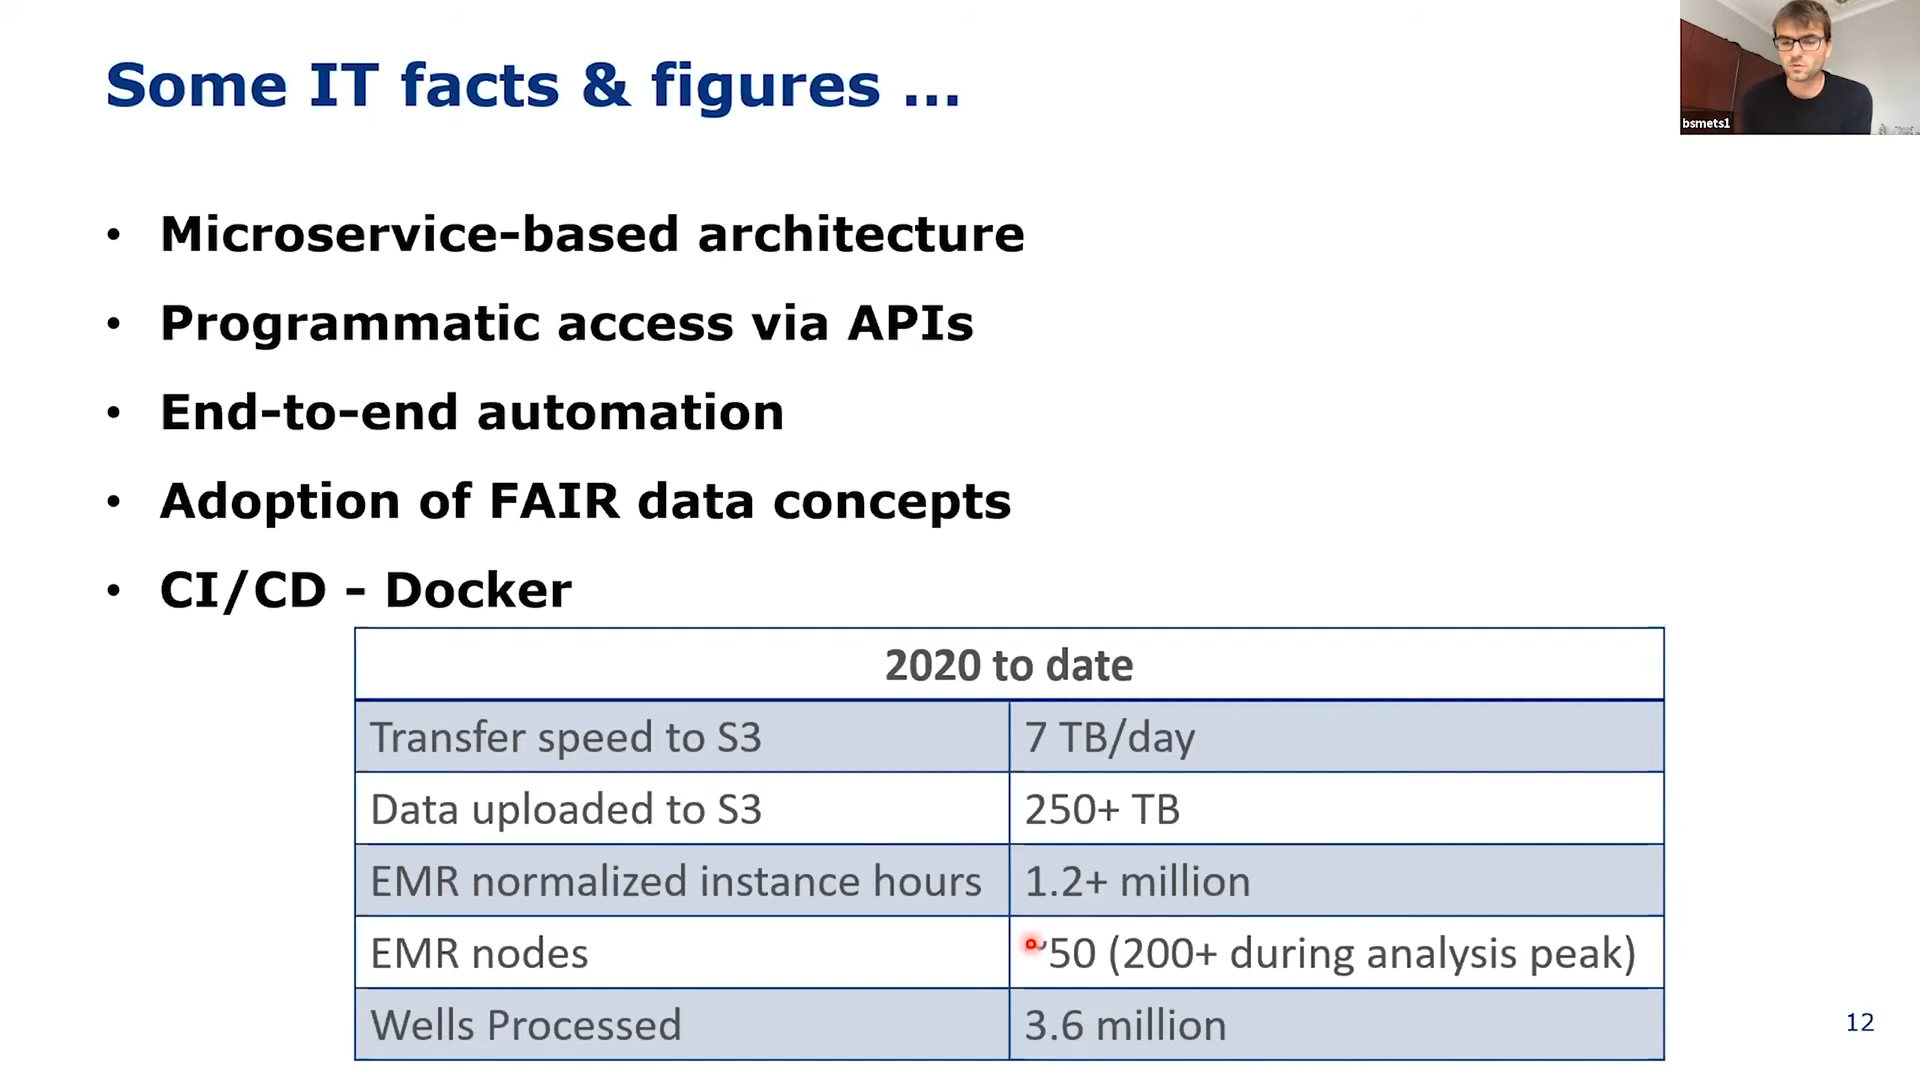 Some IT facts & figures ...
bsmets1
• Microservice-based architecture
• Programmatic access via APIs
• End-to-end automation
• Adoption of FAIR data concepts
• CI/CD - Docker
2020 to date
Transfer speed to S3 7 TB/day
Data uploaded to S3 250+ TB
EMR normalized instance hours 1.2+ million
EMR nodes ~50 (200+ during analysis peak)
Wells Processed 3.6 million
12